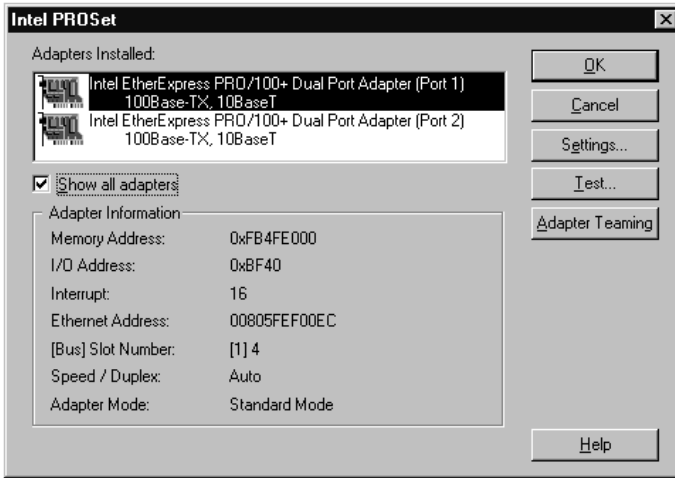 Intel PROSet
Adapters Installed:
Intel EtherExpress PRO/100+ Dual Port Adapter (Port 1)
100Base-TX, 10BaseT
Intel EtherExpress PRO/100+ Dual Port Adapter (Port 2)
100Base-TX, 10BaseT
Show all adapters
Adapter Information
Memory Address: 0xFB4FE000
I/O Address: 0xBF40
Interrupt: 16
Ethernet Address: 00805FEF00EC
[Bus] Slot Number: [1] 4
Speed / Duplex: Auto
Adapter Mode: Standard Mode
OK
Cancel
Settings...
Test...
Adapter Teaming
Help